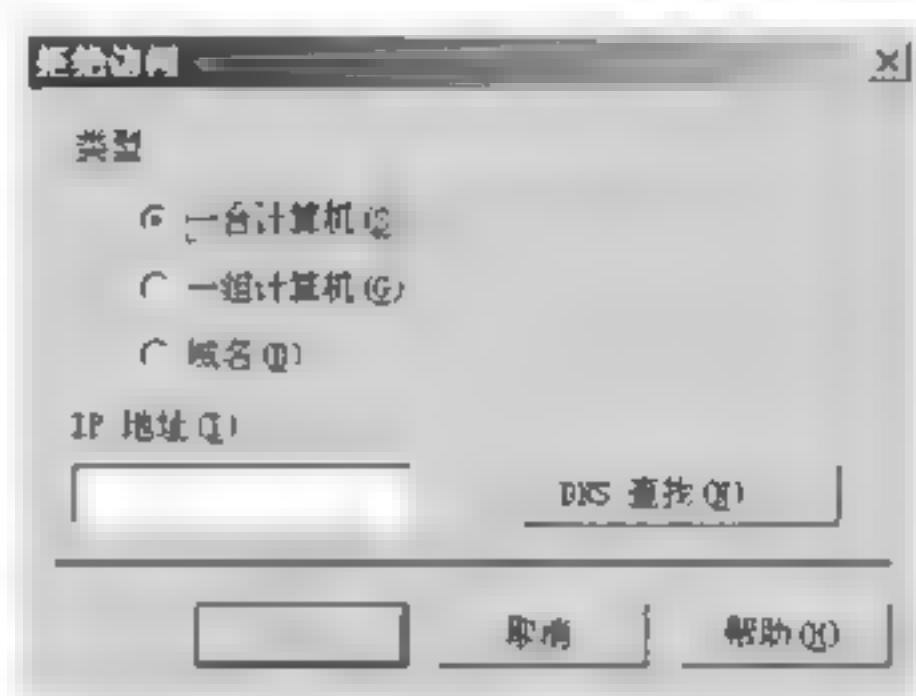 拒绝访问
类型
一台计算机(S)
一组计算机(G)
域名(D)
IP 地址(I)
DNS 查找(N)
取消
帮助(H)